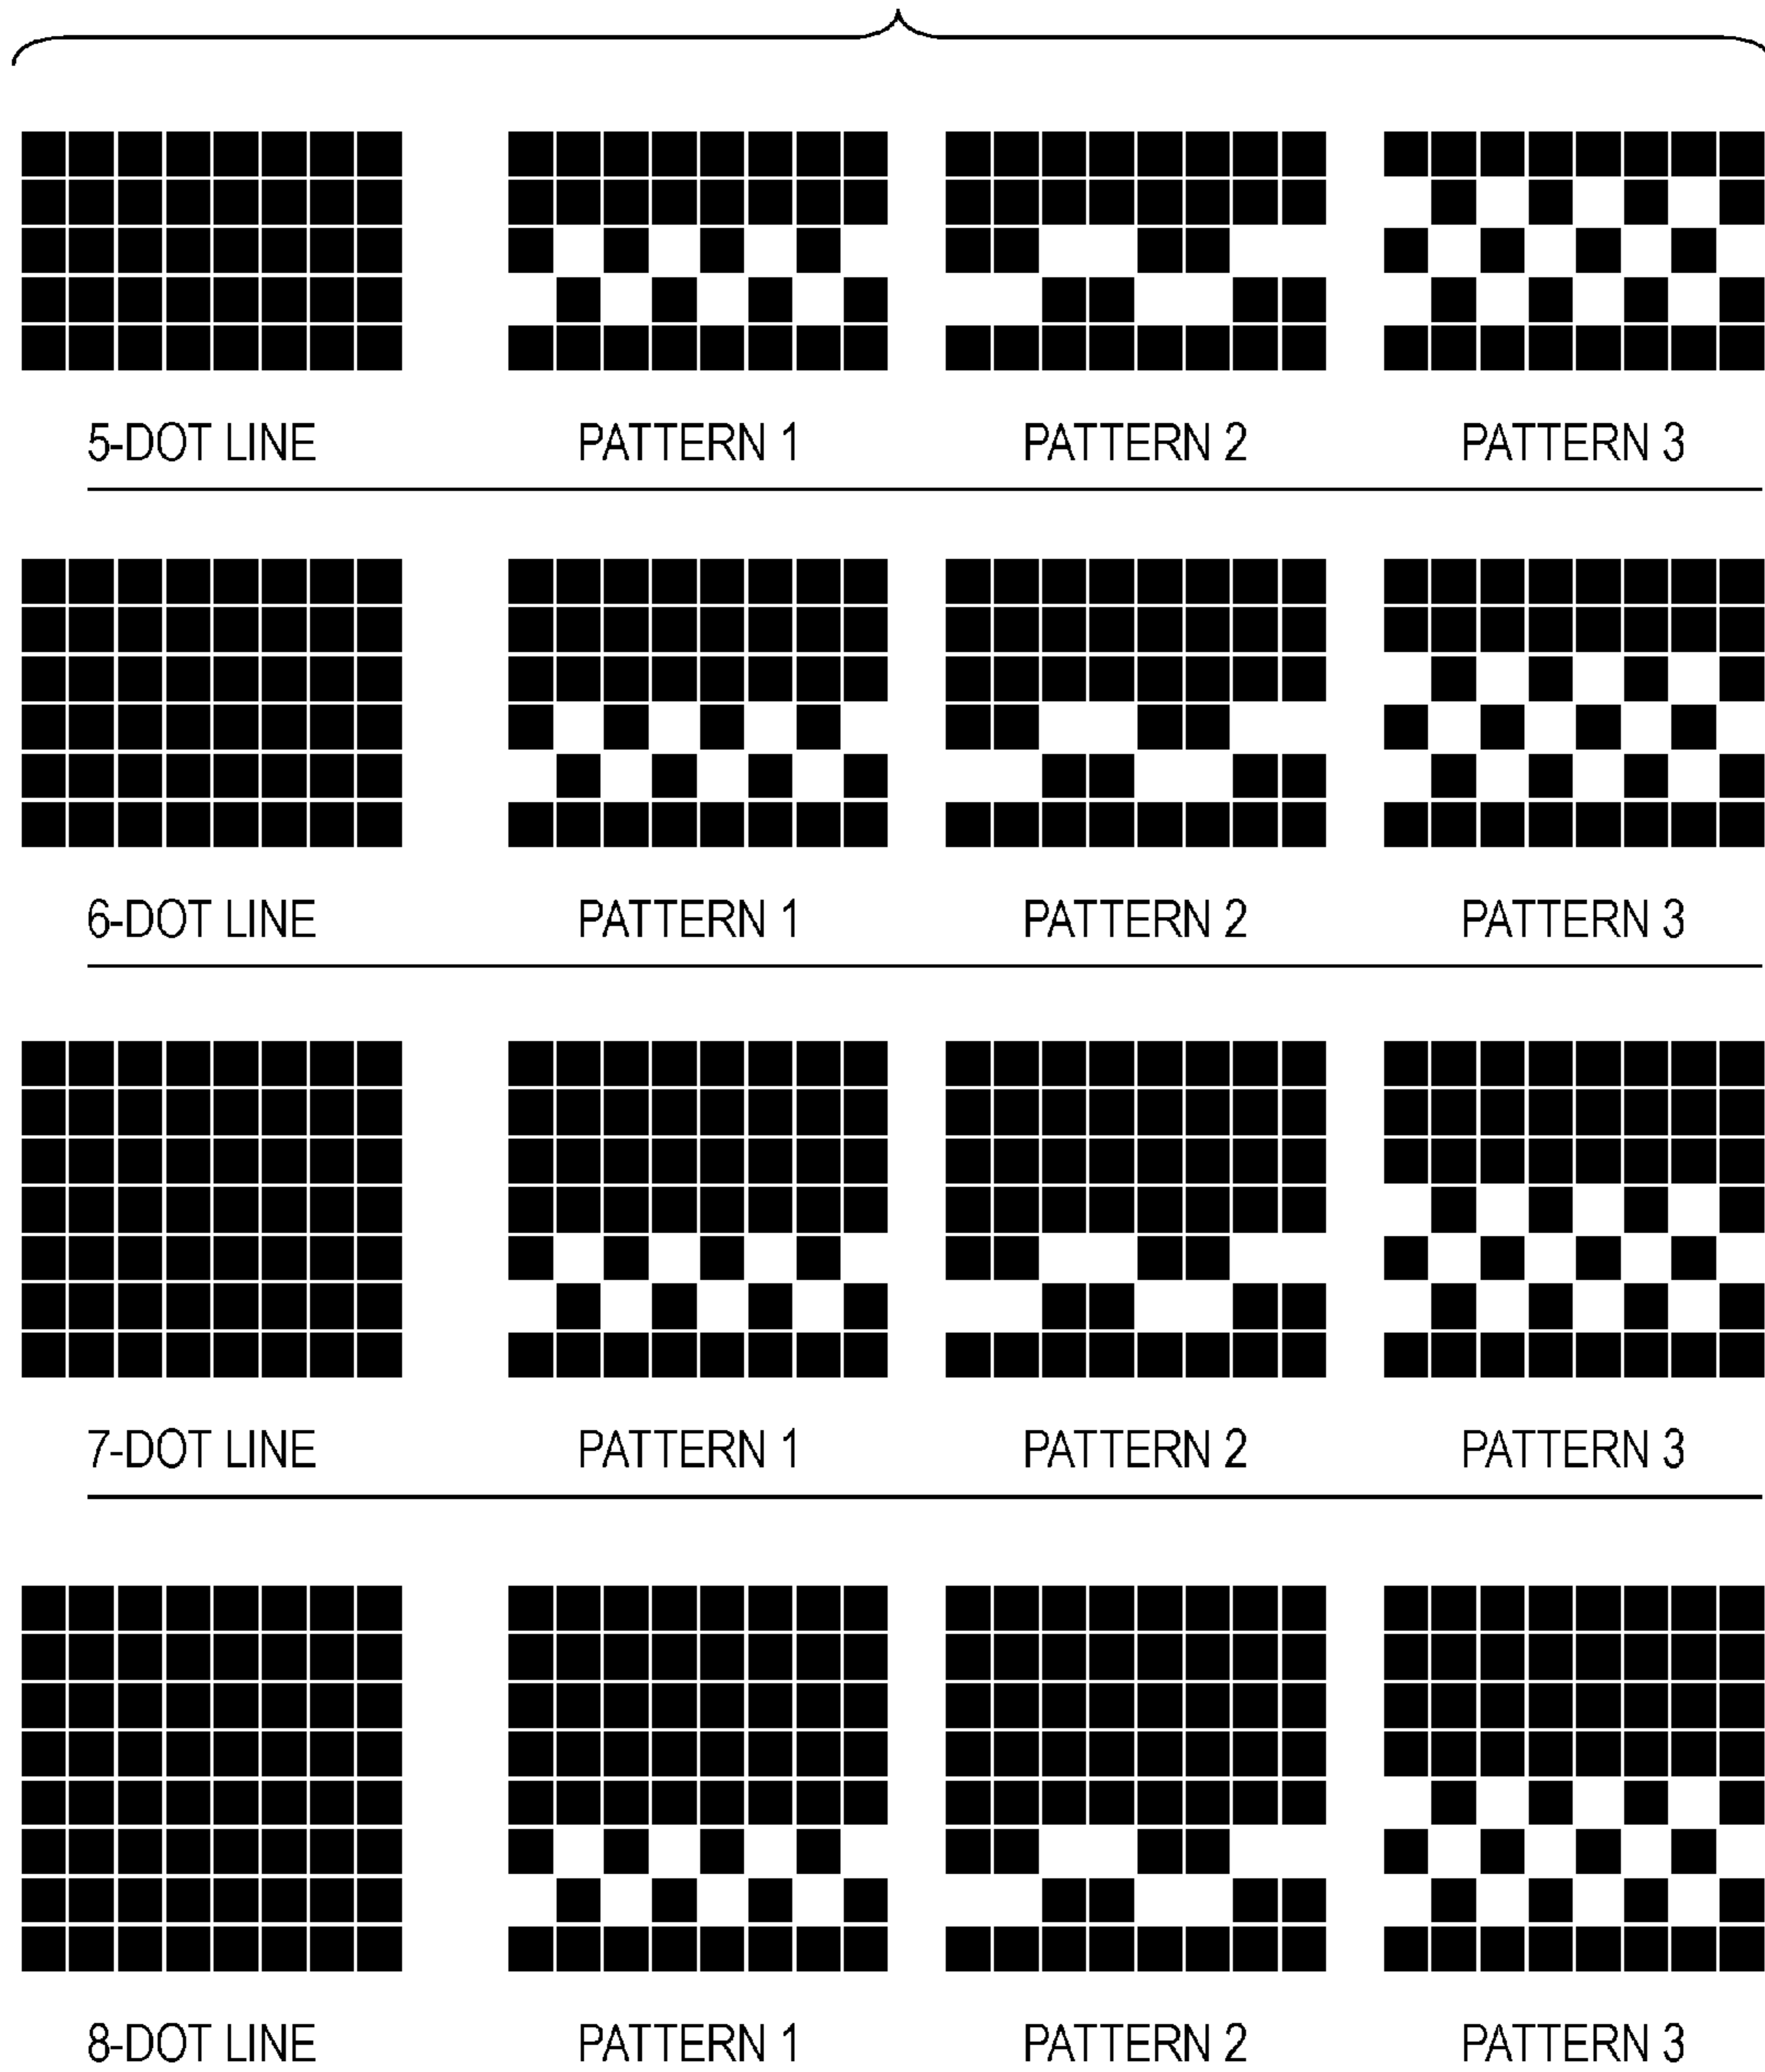 5-DOT LINE PATTERN 1 PATTERN 2 PATTERN 3
6-DOT LINE PATTERN 1 PATTERN 2 PATTERN 3
7-DOT LINE PATTERN 1 PATTERN 2 PATTERN 3
8-DOT LINE PATTERN 1 PATTERN 2 PATTERN 3